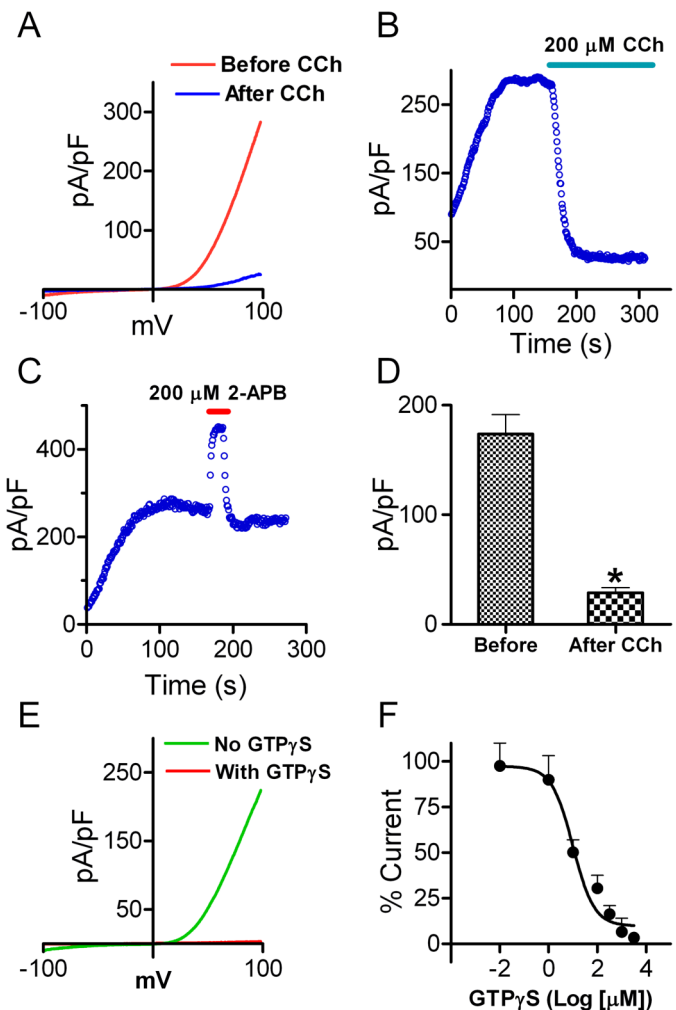 A
Before CCh
After CCh
300
200
100
pA/pF
-100
100
mV
B
200 μM CCh
250
150
50
pA/pF
0
100
200
300
Time (s)
C
200 μM 2-APB
400
200
0
pA/pF
0
100
200
300
Time (s)
D
200
100
0
pA/pF
*
Before
After CCh
E
No GTPγS
With GTPγS
250
150
50
pA/pF
-100
100
mV
F
100
75
50
25
0
% Current
-2
0
2
4
GTPγS (Log [μM])